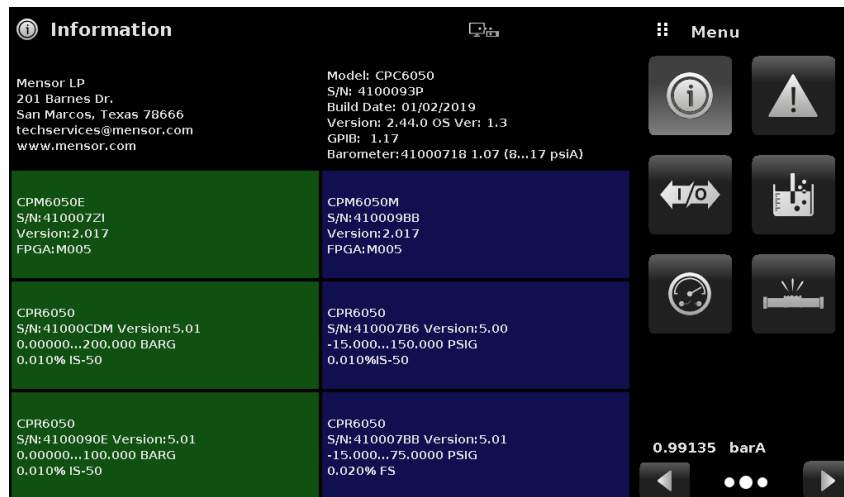 Information
Menu
Mensor LP
201 Barnes Dr.
San Marcos, Texas 78666
techservices@mensor.com
www.mensor.com
Model: CPC6050
S/N: 4100093P
Build Date: 01/02/2019
Version: 2.44.0 OS Ver: 1.3
GPIB: 1.17
Barometer:41000718 1.07 (8...17 psiA)
CPM6050E
S/N:410007ZI
Version:2.017
FPGA:M005
CPM6050M
S/N:410009BB
Version:2.017
FPGA:M005
CPR6050
S/N:41000CDM Version:5.01
0.00000...200.000 BARG
0.010% IS-50
CPR6050
S/N:410007B6 Version:5.00
-15.000...150.000 PSIG
0.010%IS-50
CPR6050
S/N:4100090E Version:5.01
0.00000...100.000 BARG
0.010% IS-50
CPR6050
S/N:410007BB Version:5.01
-15.000...75.0000 PSIG
0.020% FS
I/O
0.99135 barA